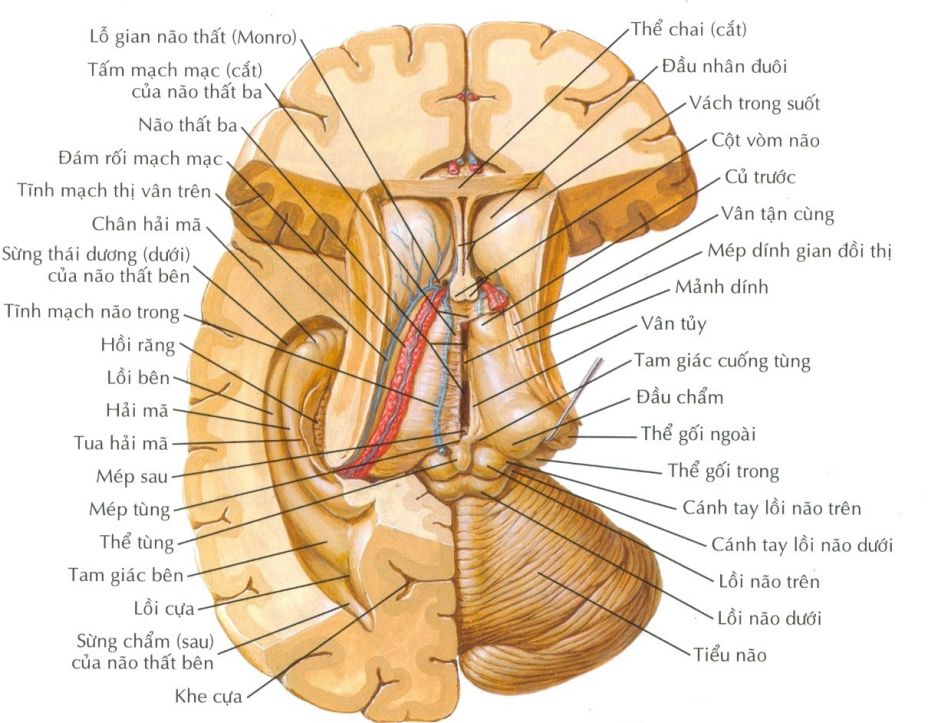 Lỗ gian não thất (Monro)
Tấm mạch mạc (cắt)
của não thất ba
Não thất ba
Đám rối mạch mạc
Tĩnh mạch thị vân trên
Chân hải mã
Sừng thái dương (dưới)
của não thất bên
Tĩnh mạch não trong
Hồi răng
Lồi bên
Hải mã
Tua hải mã
Mép sau
Mép tùng
Thể tùng
Tam giác bên
Lồi cựa
Sừng chẩm (sau)
của não thất bên
Khe cựa
Thể chai (cắt)
Đầu nhân đuôi
Vách trong suốt
Cột vòm não
Củ trước
Vân tận cùng
Mép dính gian đồi thị
Mảnh dính
Vân tủy
Tam giác cuống tùng
Đầu chẩm
Thể gối ngoài
Thể gối trong
Cánh tay lồi não trên
Cánh tay lồi não dưới
Lồi não trên
Lồi não dưới
Tiểu não